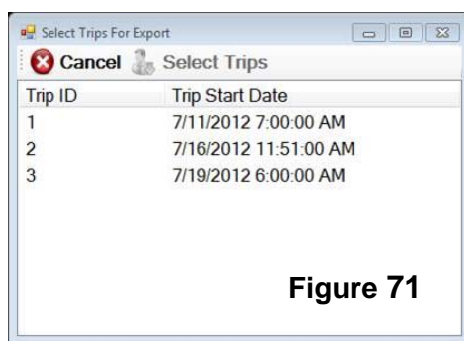 Select Trips For Export
Cancel Select Trips
Trip ID Trip Start Date
1 7/11/2012 7:00:00 AM
2 7/16/2012 11:51:00 AM
3 7/19/2012 6:00:00 AM
Figure 71